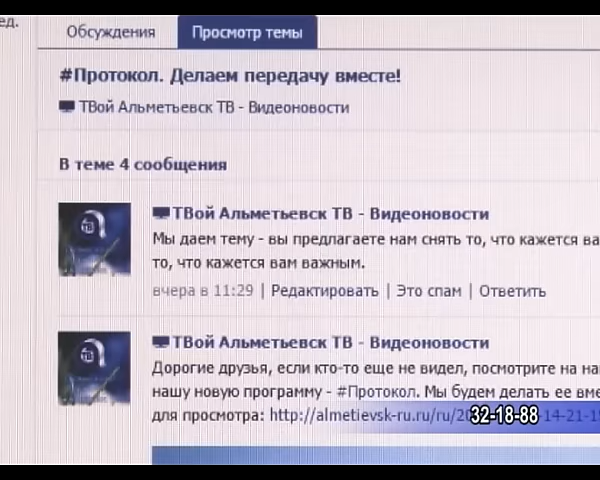 ед.
Обсуждения Просмотр темы
#Протокол. Делаем передачу вместе!
ТВой Альметьевск ТВ - Видеоновости
В теме 4 сообщения
ТВой Альметьевск ТВ - Видеоновости
Мы даем тему - вы предлагаете нам снять то, что кажется ва
то, что кажется вам важным.
вчера в 11:29 | Редактировать | Это спам | Ответить
ТВой Альметьевск ТВ - Видеоновости
Дорогие друзья, если кто-то еще не видел, посмотрите на на
нашу новую программу - #Протокол. Мы будем делать ее вме
для просмотра: http://almetievsk-ru.ru/ru/20
32-18-88
14-21-1